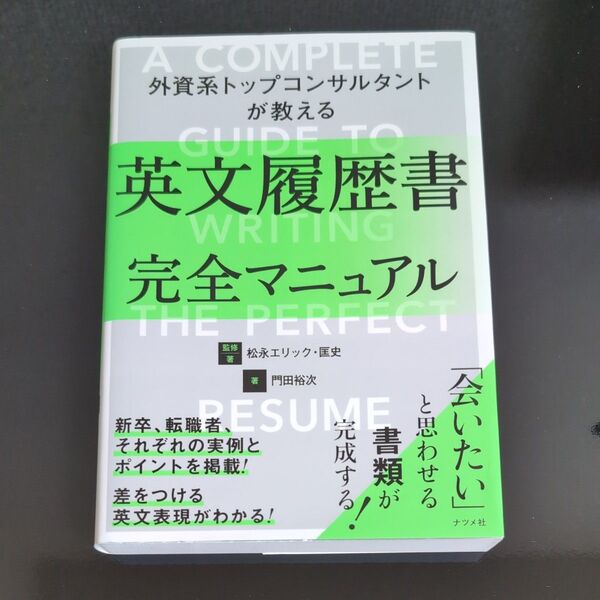 A COMPLETE
外資系トップコンサルタント
が教える
GUIDE TO
英文履歴書
WRITING
完全マニュアル
THE PERFECT
監修
著
松永エリック・匡史
著
門田裕次
RESUME
「会いたい」
と思わせる
書類が
完成する!
新卒、転職者、
それぞれの実例と
ポイントを掲載!
差をつける
英文表現がわかる!
ナツメ社